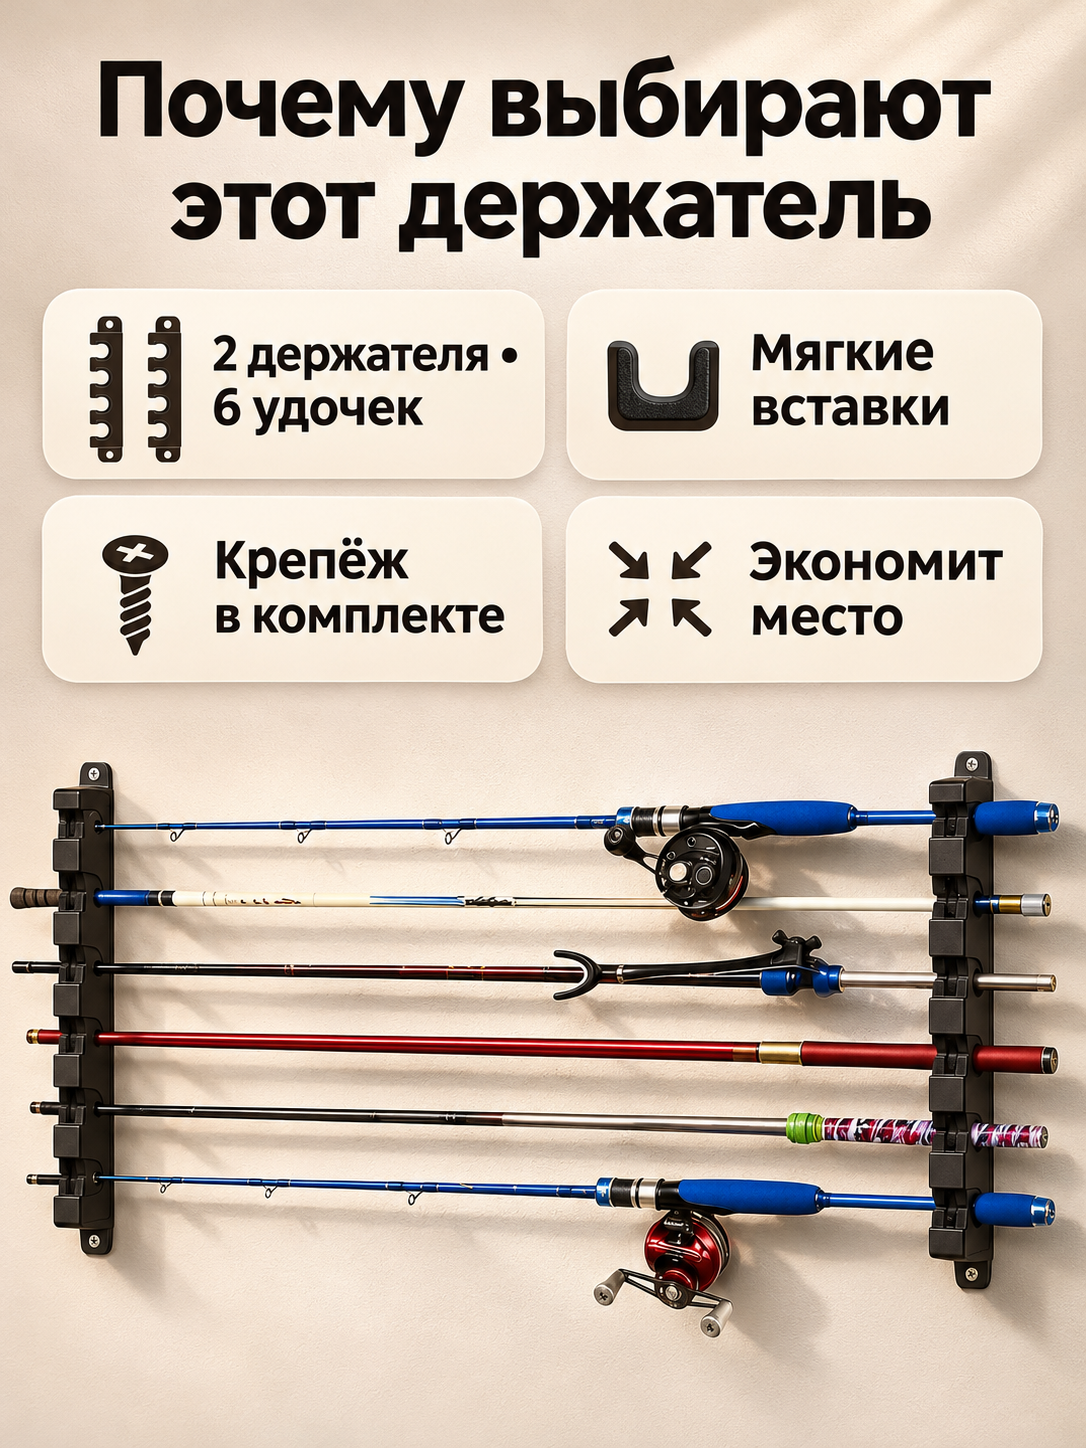 Почему выбирают
этот держатель
2 держателя •
6 удочек
Мягкие
вставки
Крепёж
в комплекте
Экономит
место